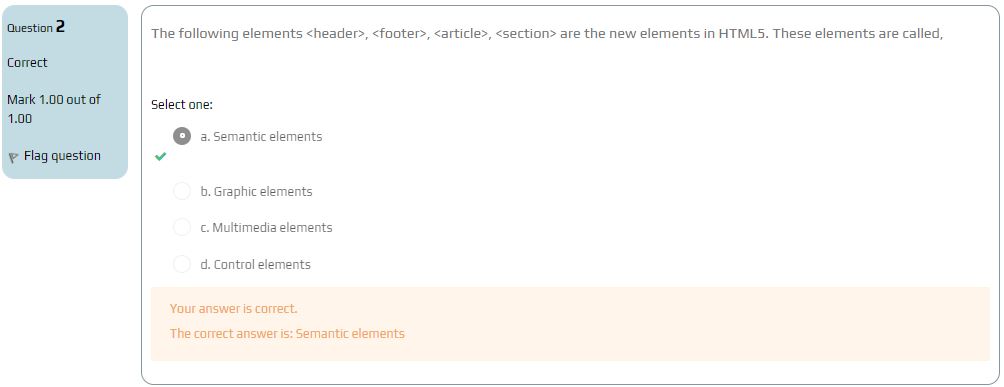 Question 2
Correct
Mark 1.00 out of
1.00
Flag question
The following elements <header>, <footer>, <article>, <section> are the new elements in HTML5. These elements are called,
Select one:
a. Semantic elements
b. Graphic elements
c. Multimedia elements
d. Control elements
Your answer is correct.
The correct answer is: Semantic elements